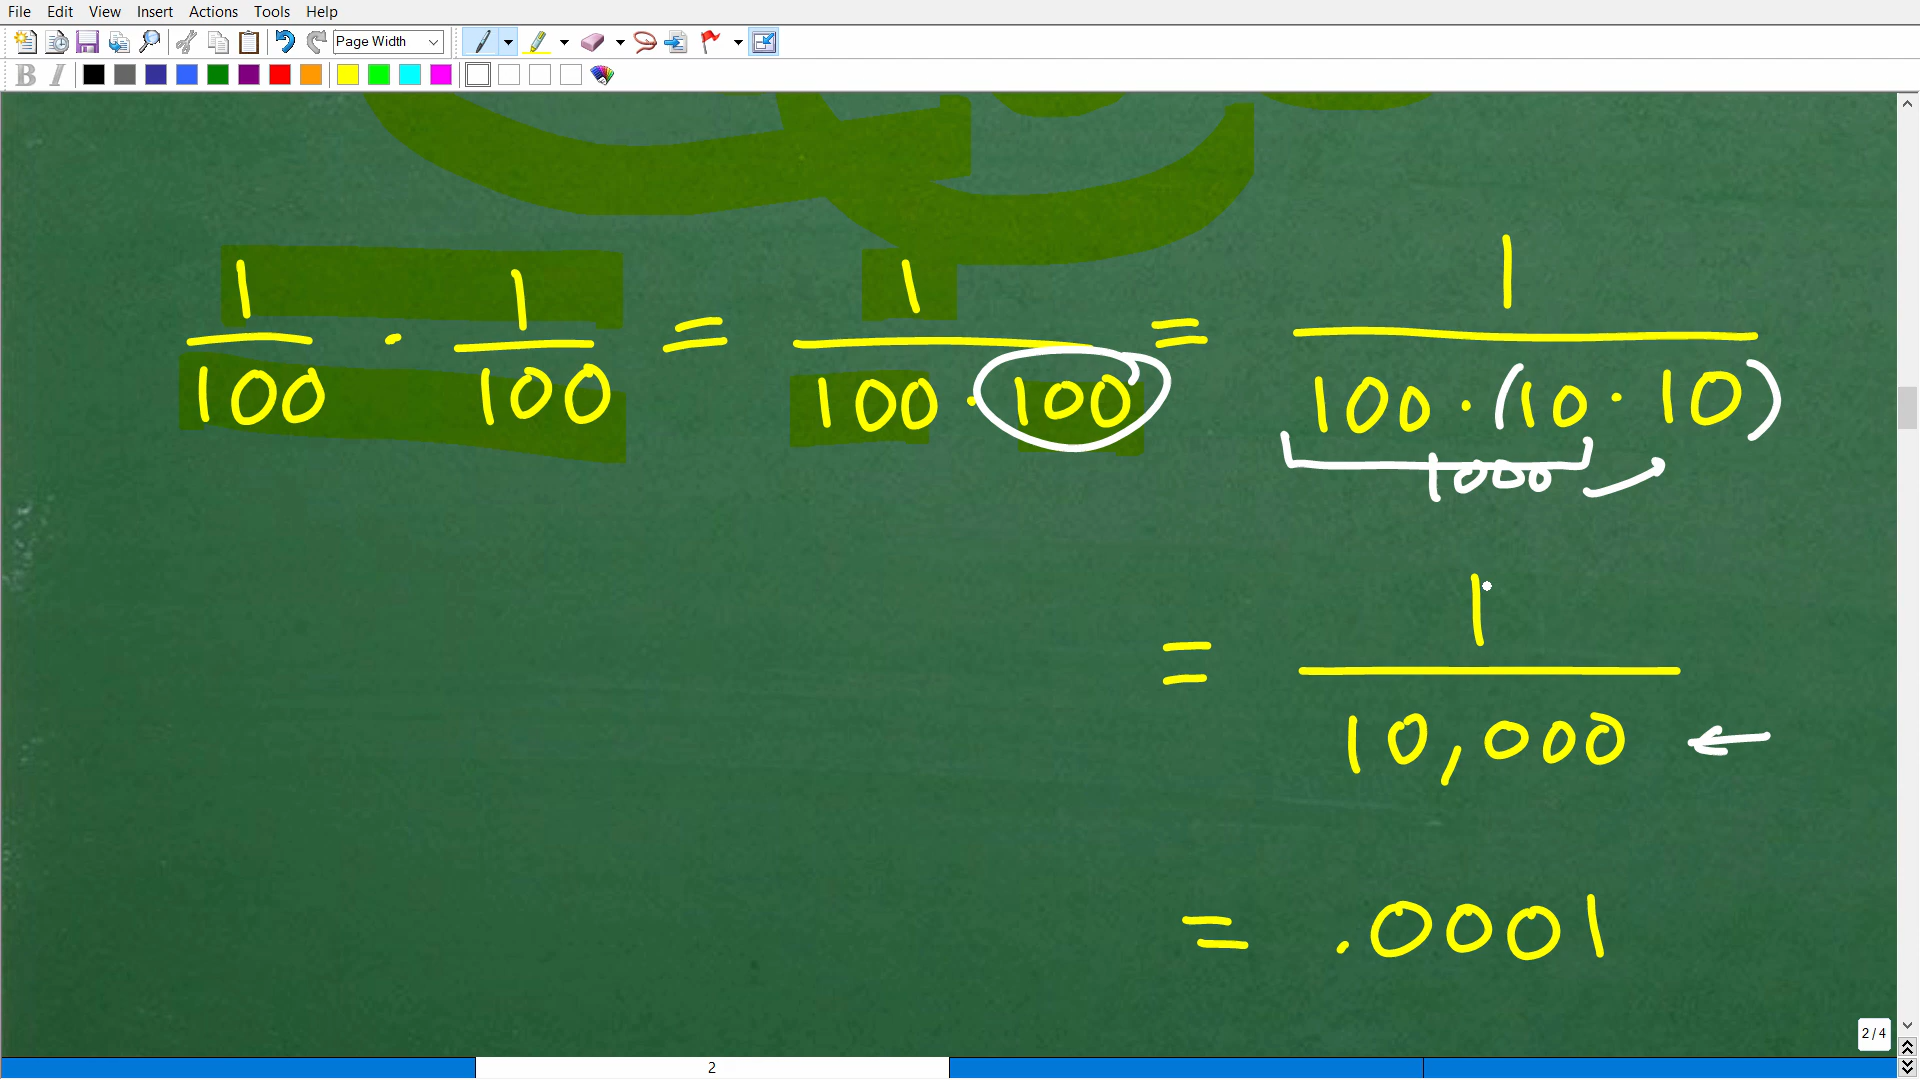 File Edit View Insert Actions Tools Help
Page Width
B I
1/100 · 1/100 = 1/(100 · 100) = 1/(100 · (10 · 10))
1000
= 1/10,000
= .0001
2 / 4
2